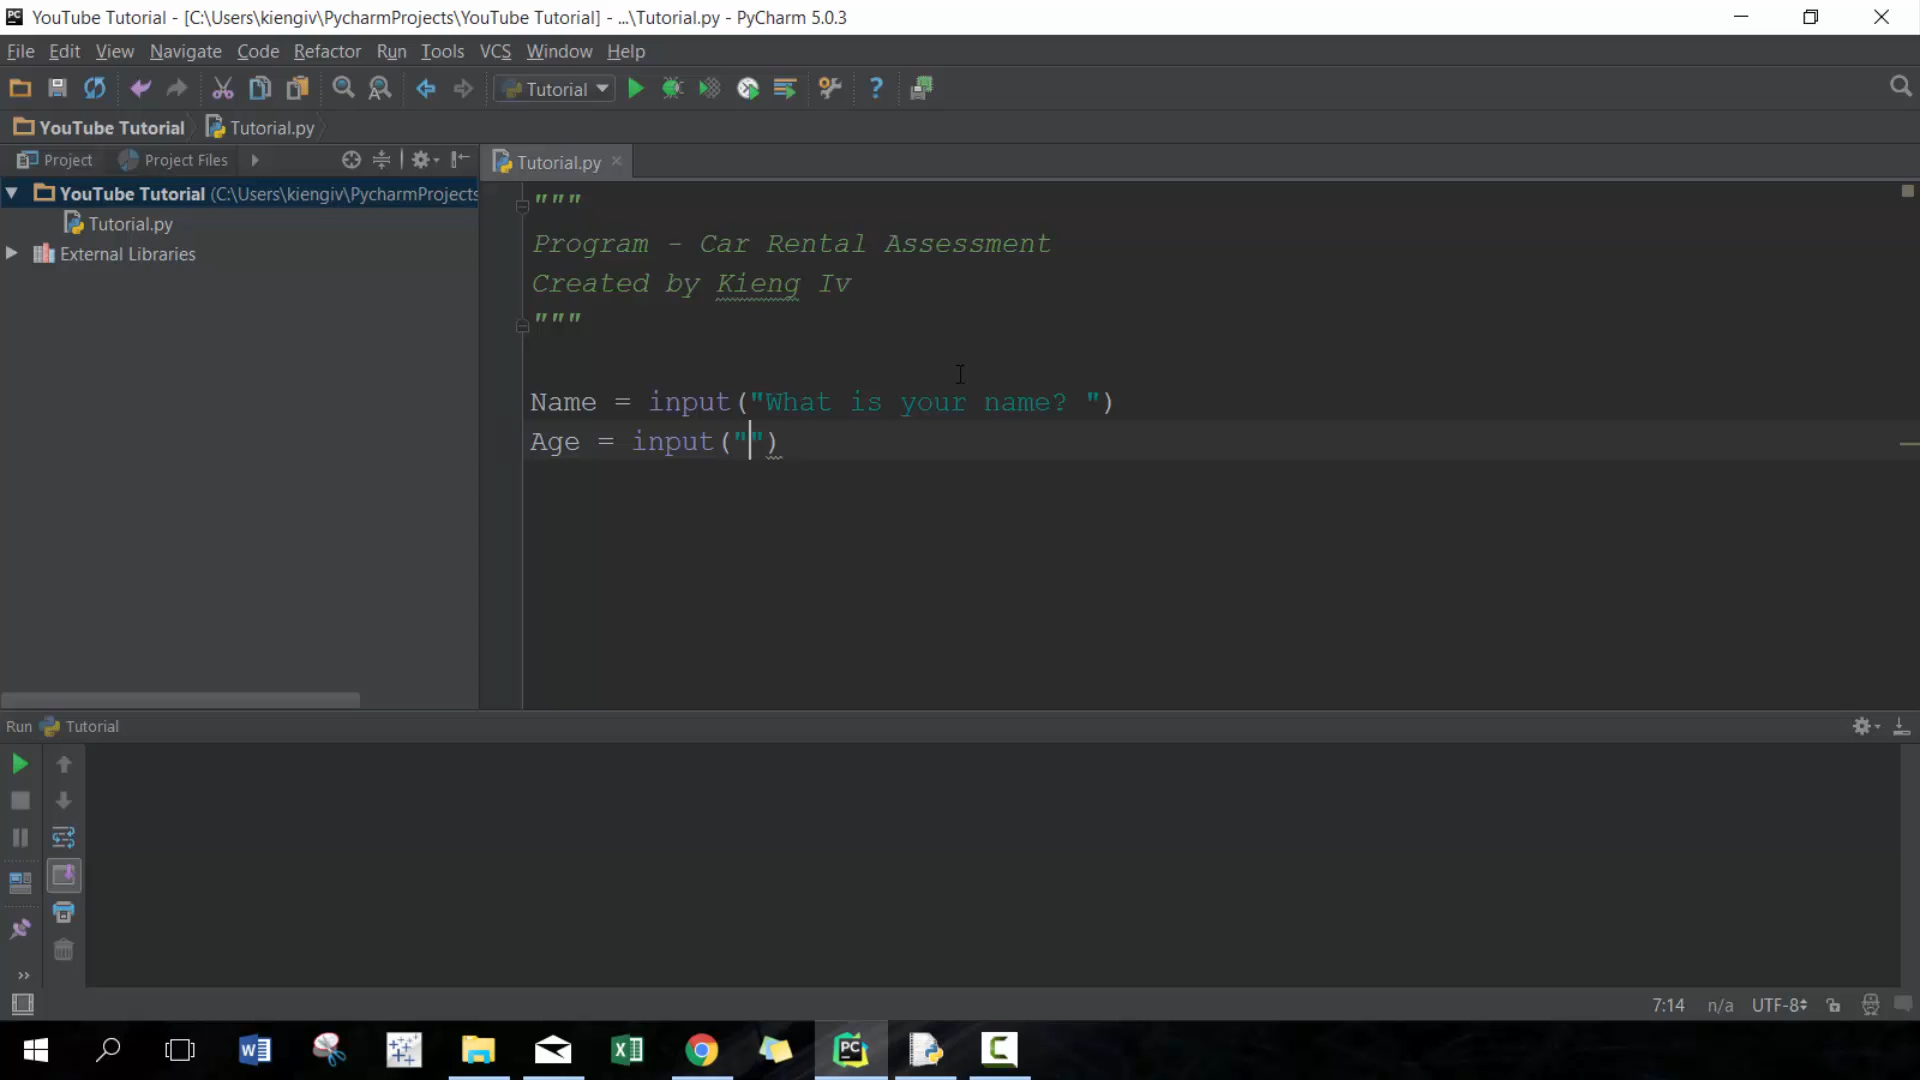 YouTube Tutorial - [C:\Users\kiengiv\PycharmProjects\YouTube Tutorial] - ...\Tutorial.py - PyCharm 5.0.3
File Edit View Navigate Code Refactor Run Tools VCS Window Help
Tutorial
YouTube Tutorial Tutorial.py
Project Project Files
Tutorial.py
YouTube Tutorial (C:\Users\kiengiv\PycharmProjects
Tutorial.py
External Libraries
"""
Program - Car Rental Assessment
Created by Kieng Iv
"""
Name = input("What is your name? ")
Age = input("")
Run Tutorial
7:14 n/a UTF-8